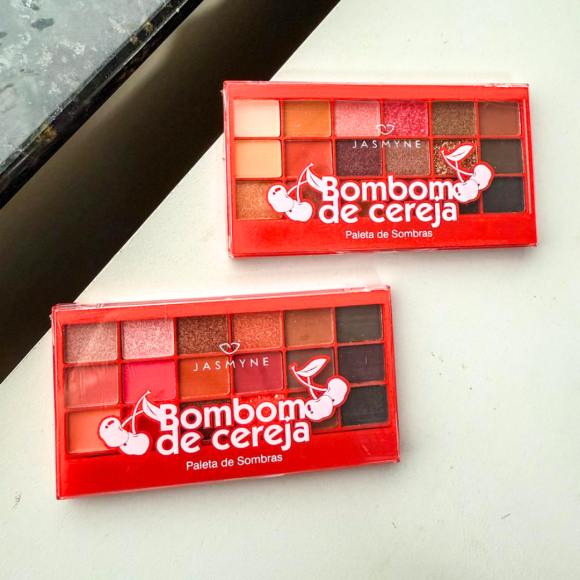 JASMYNE
Bombom
de cereja
Paleta de Sombras
JASMYNE
Bombom
de cereja
Paleta de Sombras